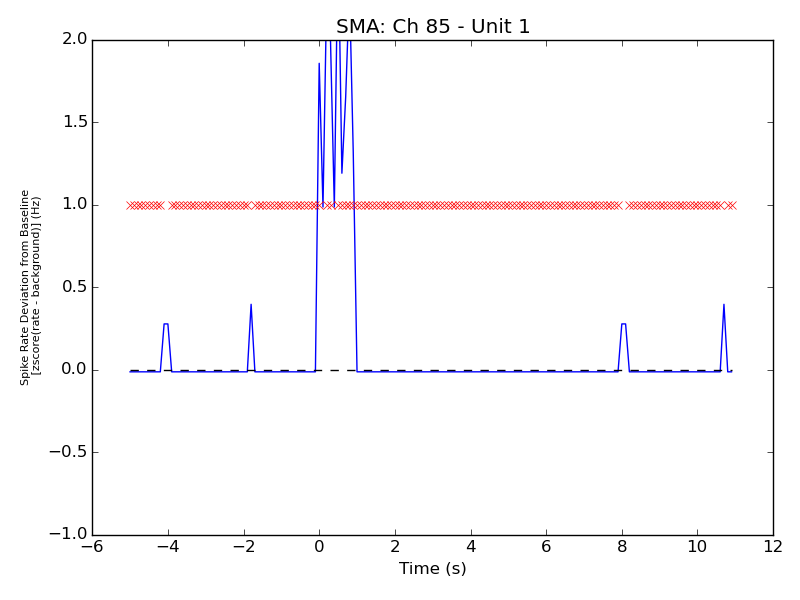 SMA: Ch 85 - Unit 1
2.0
1.5
1.0
0.5
0.0
−0.5
−1.0
Spike Rate Deviation from Baseline
[zscore(rate - background)] (Hz)
−6 −4 −2 0 2 4 6 8 10 12
Time (s)